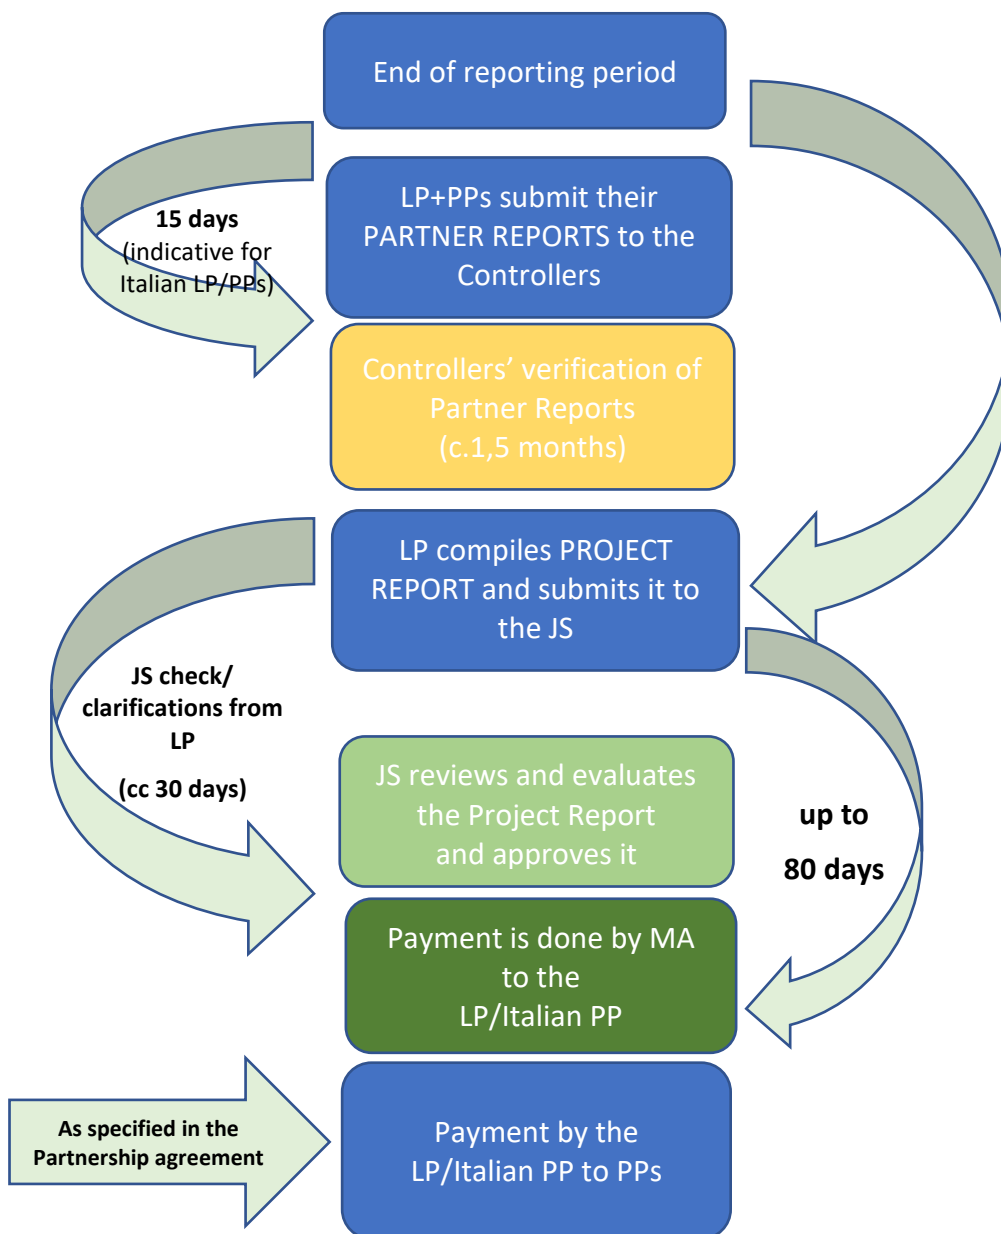 End of reporting period
LP+PPs submit their
PARTNER REPORTS to the
Controllers
15 days
(indicative for
Italian LP/PPs)
Controllers’ verification of
Partner Reports
(c.1,5 months)
LP compiles PROJECT
REPORT and submits it to
the JS
JS check/
clarifications from
LP
(cc 30 days)
JS reviews and evaluates
the Project Report
and approves it
up to
80 days
Payment is done by MA
to the
LP/Italian PP
As specified in the
Partnership agreement
Payment by the
LP/Italian PP to PPs